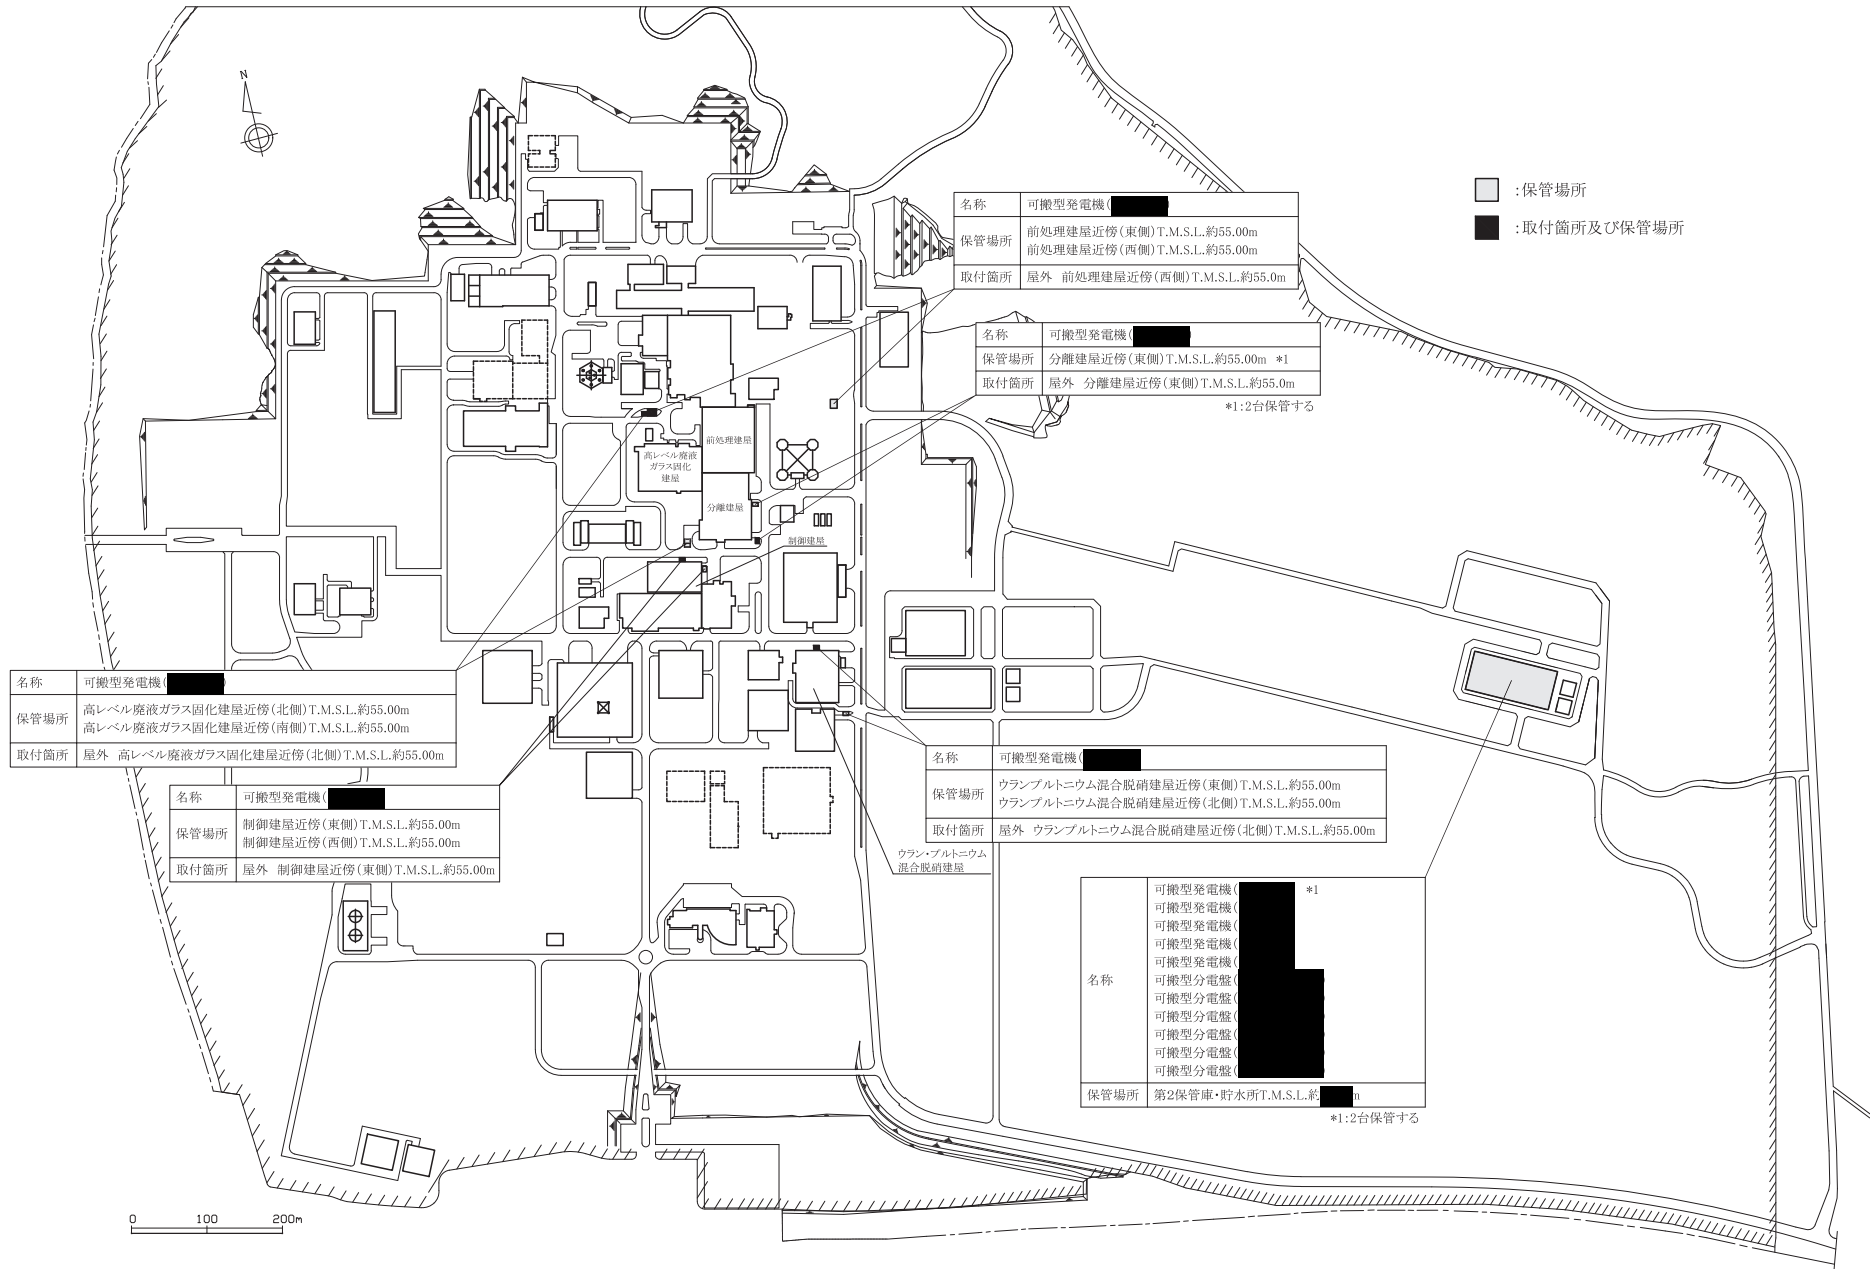 N
:保管場所
:取付箇所及び保管場所
名称 可搬型発電機(
保管場所 前処理建屋近傍(東側)T.M.S.L.約55.00m
前処理建屋近傍(西側)T.M.S.L.約55.00m
取付箇所 屋外 前処理建屋近傍(西側)T.M.S.L.約55.0m
名称 可搬型発電機(
保管場所 分離建屋近傍(東側)T.M.S.L.約55.00m *1
取付箇所 屋外 分離建屋近傍(東側)T.M.S.L.約55.0m
*1:2台保管する
前処理建屋
高レベル廃液
ガラス固化
建屋
分離建屋
制御建屋
名称 可搬型発電機( )
保管場所 高レベル廃液ガラス固化建屋近傍(北側)T.M.S.L.約55.00m
高レベル廃液ガラス固化建屋近傍(南側)T.M.S.L.約55.00m
取付箇所 屋外 高レベル廃液ガラス固化建屋近傍(北側)T.M.S.L.約55.00m
名称 可搬型発電機(
保管場所 制御建屋近傍(東側)T.M.S.L.約55.00m
制御建屋近傍(西側)T.M.S.L.約55.00m
取付箇所 屋外 制御建屋近傍(東側)T.M.S.L.約55.00m
名称 可搬型発電機(
保管場所 ウランプルトニウム混合脱硝建屋近傍(東側)T.M.S.L.約55.00m
ウランプルトニウム混合脱硝建屋近傍(北側)T.M.S.L.約55.00m
取付箇所 屋外 ウランプルトニウム混合脱硝建屋近傍(北側)T.M.S.L.約55.00m
ウラン・プルトニウム
混合脱硝建屋
名称
可搬型発電機( *1
可搬型発電機(
可搬型発電機(
可搬型発電機(
可搬型発電機(
可搬型分電盤(
可搬型分電盤(
可搬型分電盤(
可搬型分電盤(
可搬型分電盤(
可搬型分電盤(
保管場所 第2保管庫・貯水所T.M.S.L.約 m
*1:2台保管する
0 100 200m